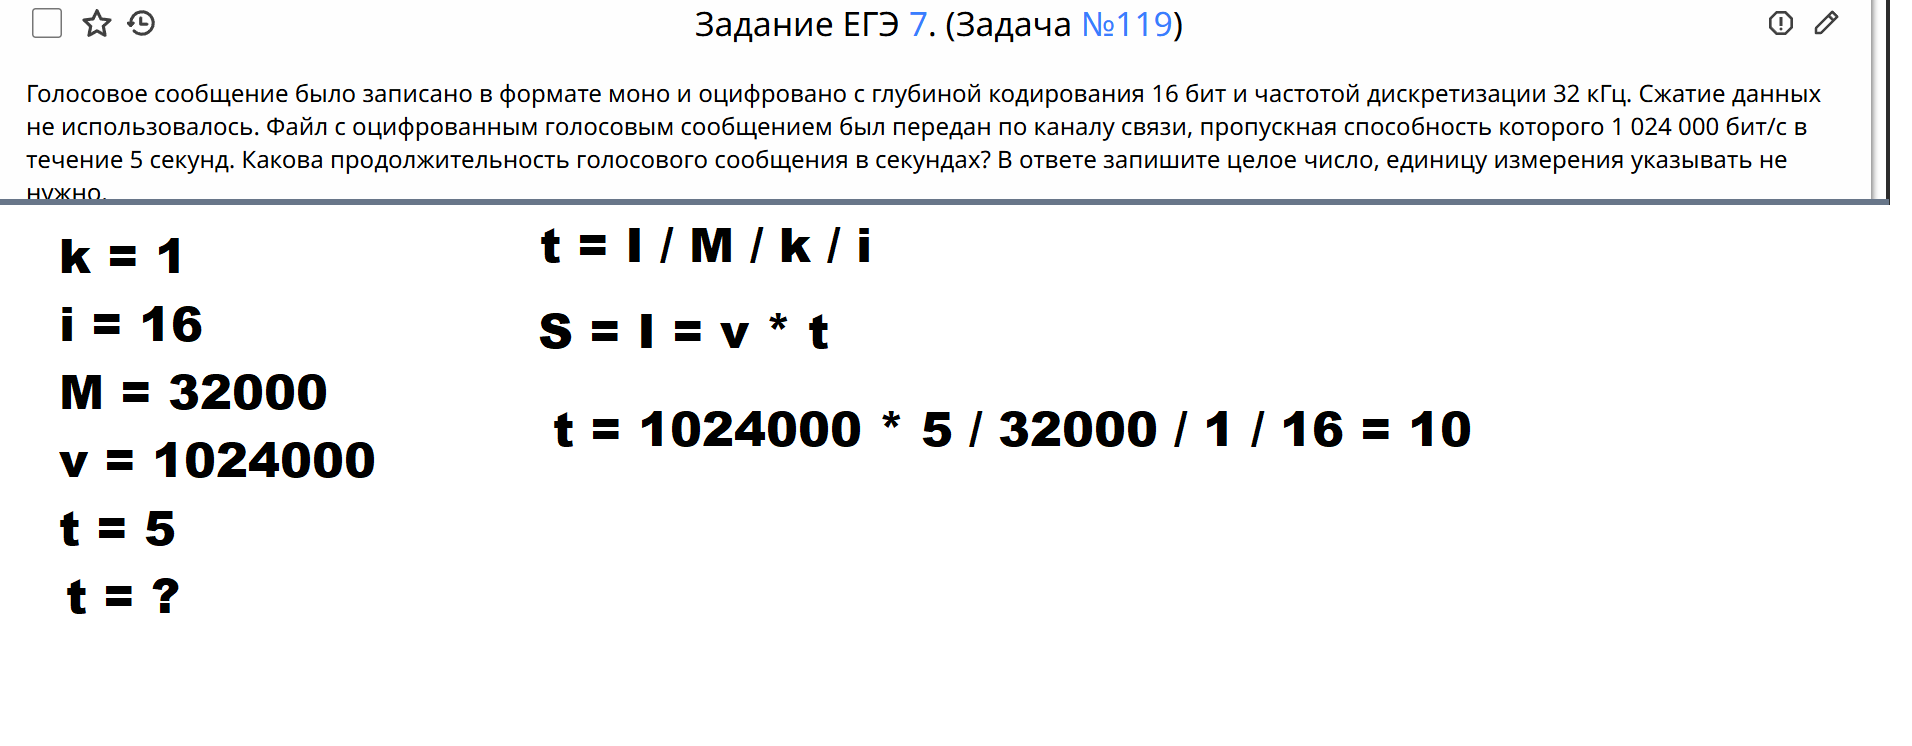 Задание ЕГЭ 7. (Задача №119)
Голосовое сообщение было записано в формате моно и оцифровано с глубиной кодирования 16 бит и частотой дискретизации 32 кГц. Сжатие данных
не использовалось. Файл с оцифрованным голосовым сообщением был передан по каналу связи, пропускная способность которого 1 024 000 бит/с в
течение 5 секунд. Какова продолжительность голосового сообщения в секундах? В ответе запишите целое число, единицу измерения указывать не
нужно.
k = 1
i = 16
M = 32000
v = 1024000
t = 5
t = ?
t = I / M / k / i
S = I = v * t
t = 1024000 * 5 / 32000 / 1 / 16 = 10